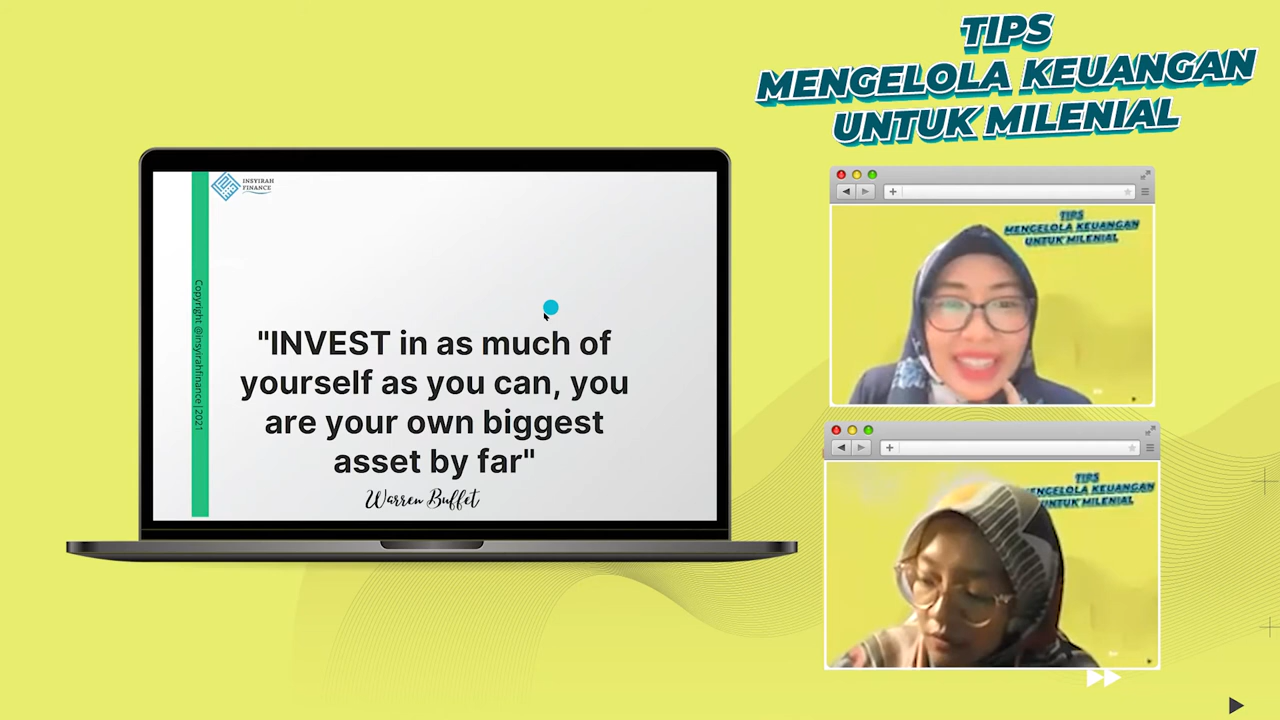 TIPS
MENGELOLA KEUANGAN
UNTUK MILENIAL
INSYIRAH
FINANCE
Copyright @insyirahfinance|2021
"INVEST in as much of
yourself as you can, you
are your own biggest
asset by far"
Warren Buffet
TIPS
MENGELOLA KEUANGAN
UNTUK MILENIAL
TIPS
MENGELOLA KEUANGAN
UNTUK MILENIAL